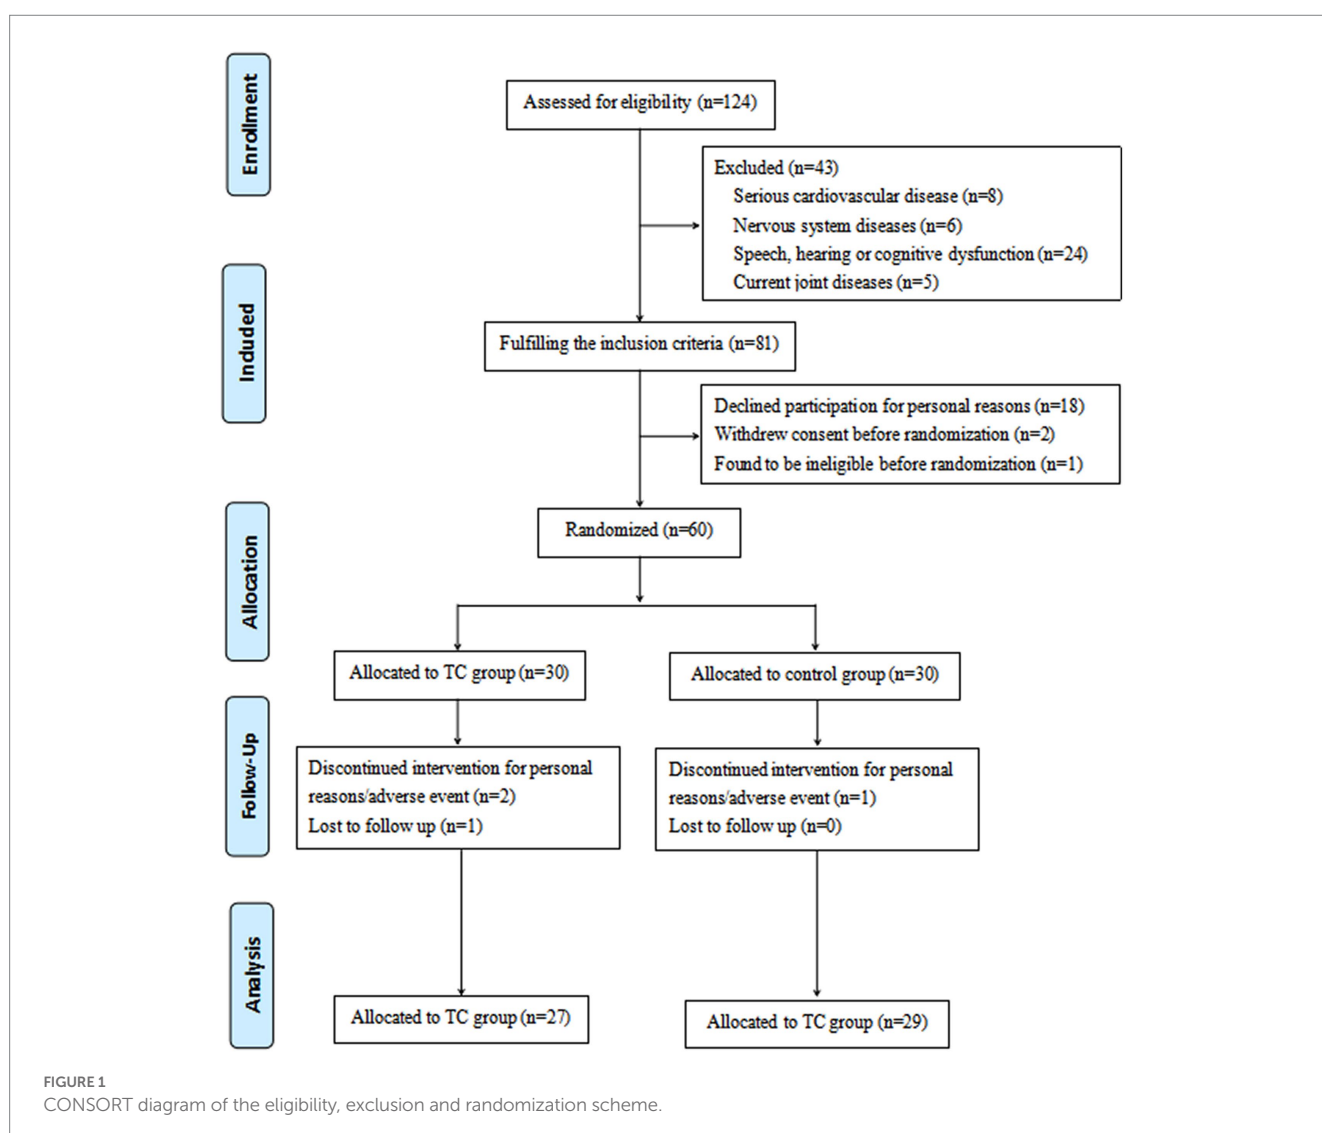 Enrollment
Assessed for eligibility (n=124)
Excluded (n=43)
Serious cardiovascular disease (n=8)
Nervous system diseases (n=6)
Speech, hearing or cognitive dysfunction (n=24)
Current joint diseases (n=5)
Included
Fulfilling the inclusion criteria (n=81)
Declined participation for personal reasons (n=18)
Withdrew consent before randomization (n=2)
Found to be ineligible before randomization (n=1)
Allocation
Randomized (n=60)
Allocated to TC group (n=30)
Allocated to control group (n=30)
Follow-Up
Discontinued intervention for personal
reasons/adverse event (n=2)
Lost to follow up (n=1)
Discontinued intervention for personal
reasons/adverse event (n=1)
Lost to follow up (n=0)
Analysis
Allocated to TC group (n=27)
Allocated to TC group (n=29)
FIGURE 1
CONSORT diagram of the eligibility, exclusion and randomization scheme.